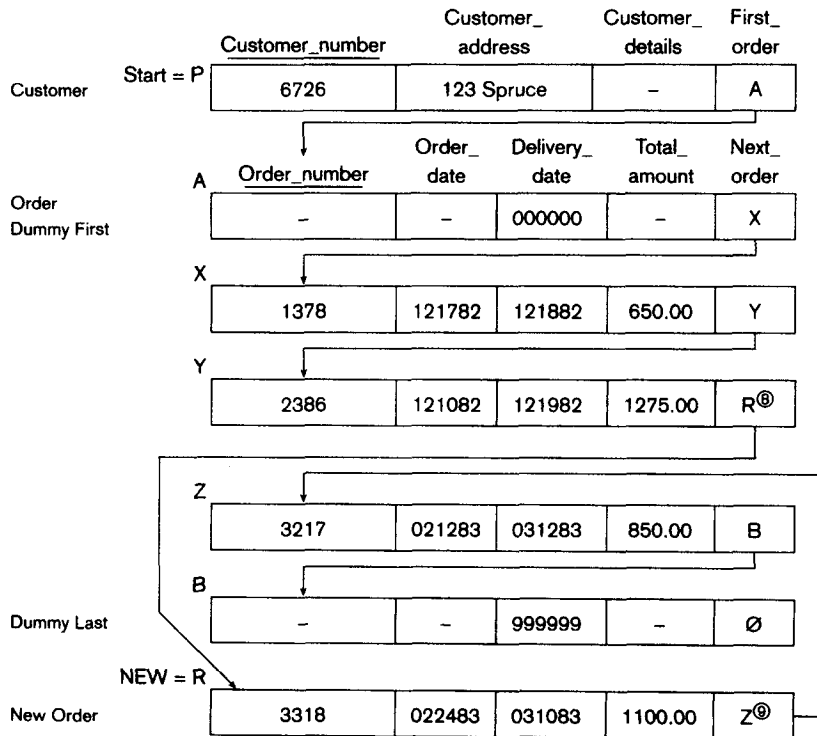 Customer_ Customer_ First_
Customer_number address details order
Start = P
Customer 6726 123 Spruce – A
Order_ Delivery_ Total_ Next_
A Order_number date date amount order
Order
Dummy First – – 000000 – X
X
1378 121782 121882 650.00 Y
Y
2386 121082 121982 1275.00 R⑧
Z
3217 021283 031283 850.00 B
B
Dummy Last – – 999999 – Ø
NEW = R
New Order 3318 022483 031083 1100.00 Z⑨